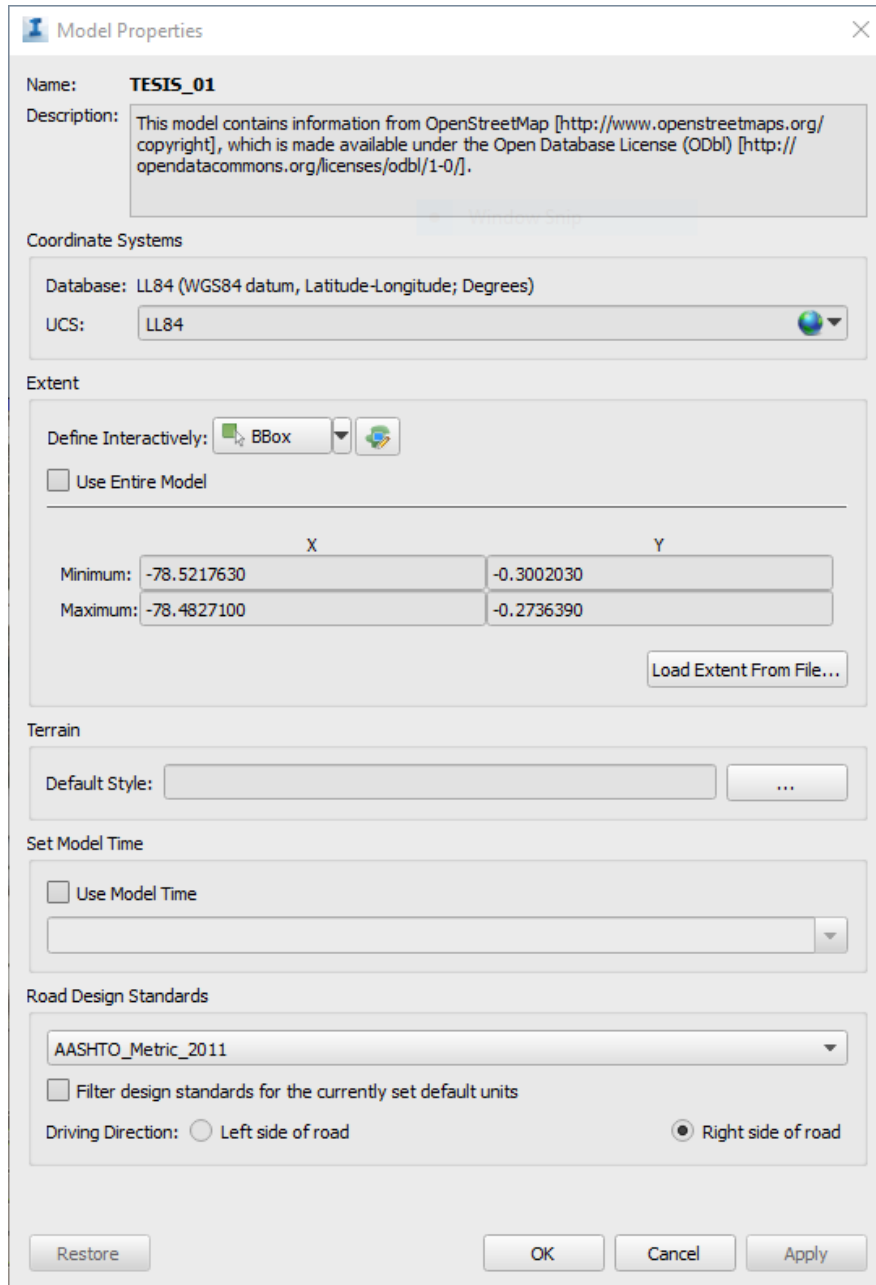 Model Properties
Name: TESIS_01
Description: This model contains information from OpenStreetMap [http://www.openstreetmaps.org/
copyright], which is made available under the Open Database License (ODbl) [http://
opendatacommons.org/licenses/odbl/1-0/].
Window Snip
Coordinate Systems
Database: LL84 (WGS84 datum, Latitude-Longitude; Degrees)
UCS: LL84
Extent
Define Interactively: BBox
Use Entire Model
X Y
Minimum: -78.5217630 -0.3002030
Maximum: -78.4827100 -0.2736390
Load Extent From File...
Terrain
Default Style: ...
Set Model Time
Use Model Time
Road Design Standards
AASHTO_Metric_2011
Filter design standards for the currently set default units
Driving Direction: Left side of road Right side of road
Restore OK Cancel Apply